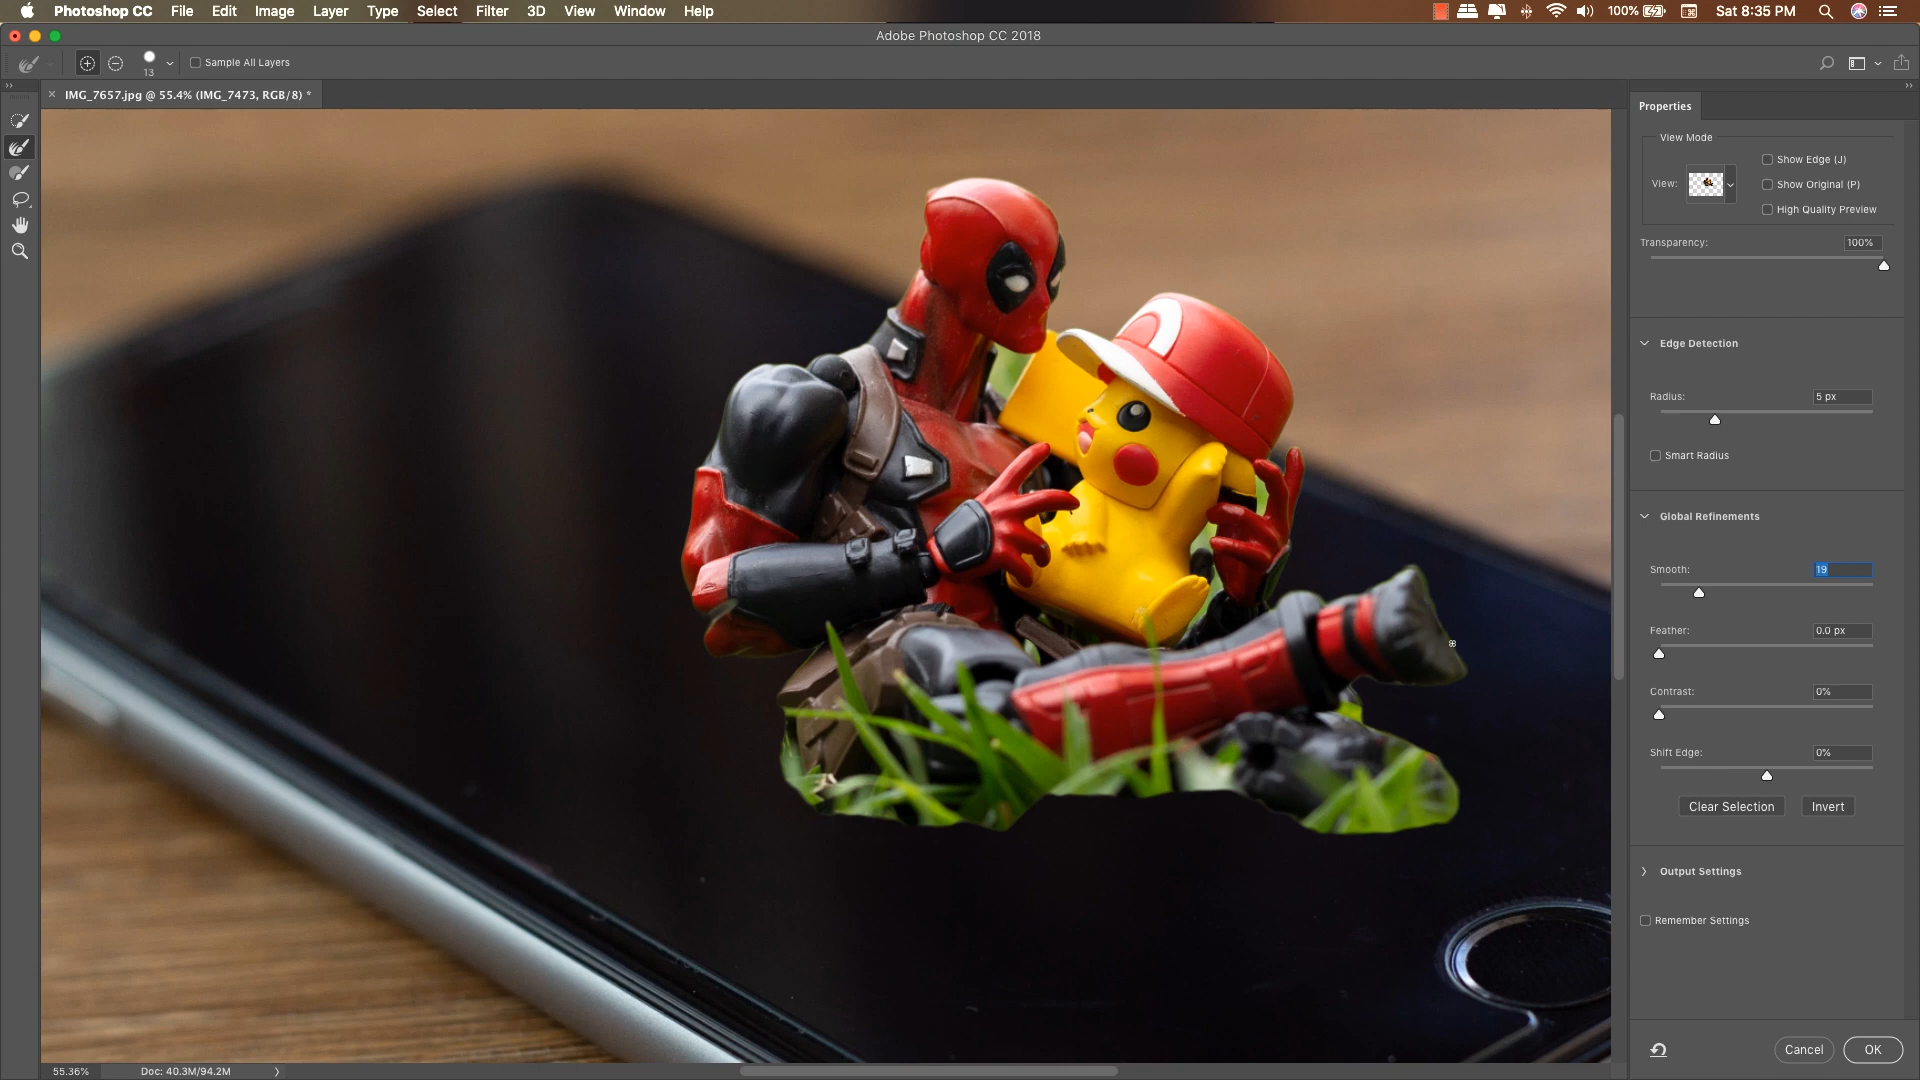 Photoshop CC File Edit Image Layer Type Select Filter 3D View Window Help 100% Sat 8:35 PM
Adobe Photoshop CC 2018
13 Sample All Layers
× IMG_7657.jpg @ 55.4% (IMG_7473, RGB/8) *
Properties
View Mode
Show Edge (J)
View: Show Original (P)
High Quality Preview
Transparency: 100%
Edge Detection
Radius: 5 px
Smart Radius
Global Refinements
Smooth: 19
Feather: 0.0 px
Contrast: 0%
Shift Edge: 0%
Clear Selection Invert
Output Settings
Remember Settings
Cancel OK
55.36% Doc: 40.3M/94.2M